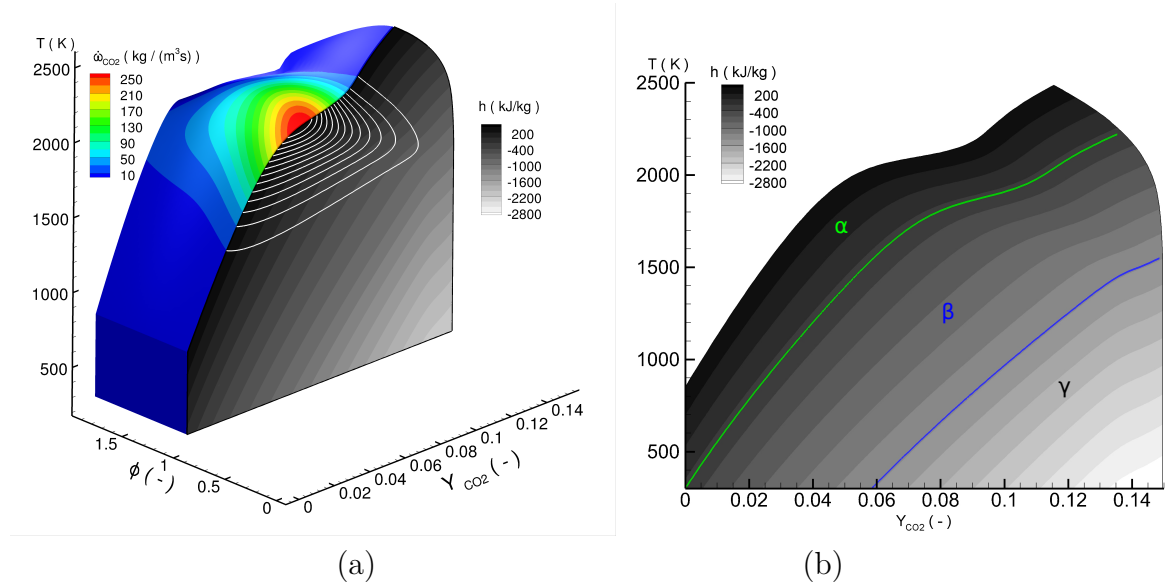 T ( K )
ω̇CO2 ( kg / (m³s) )
250
210
170
130
90
50
10
h ( kJ/kg )
200
-400
-1000
-1600
-2200
-2800
2500
2000
1500
1000
500
1.5
1
0.5
0
ϕ (-)
0
0.02
0.04
0.06
0.08
0.1
0.12
0.14
Y CO2 (-)
(a)
T ( K )
h ( kJ/kg )
200
-400
-1000
-1600
-2200
-2800
2500
2000
1500
1000
500
α
β
γ
0 0.02 0.04 0.06 0.08 0.1 0.12 0.14
YCO2 ( - )
(b)